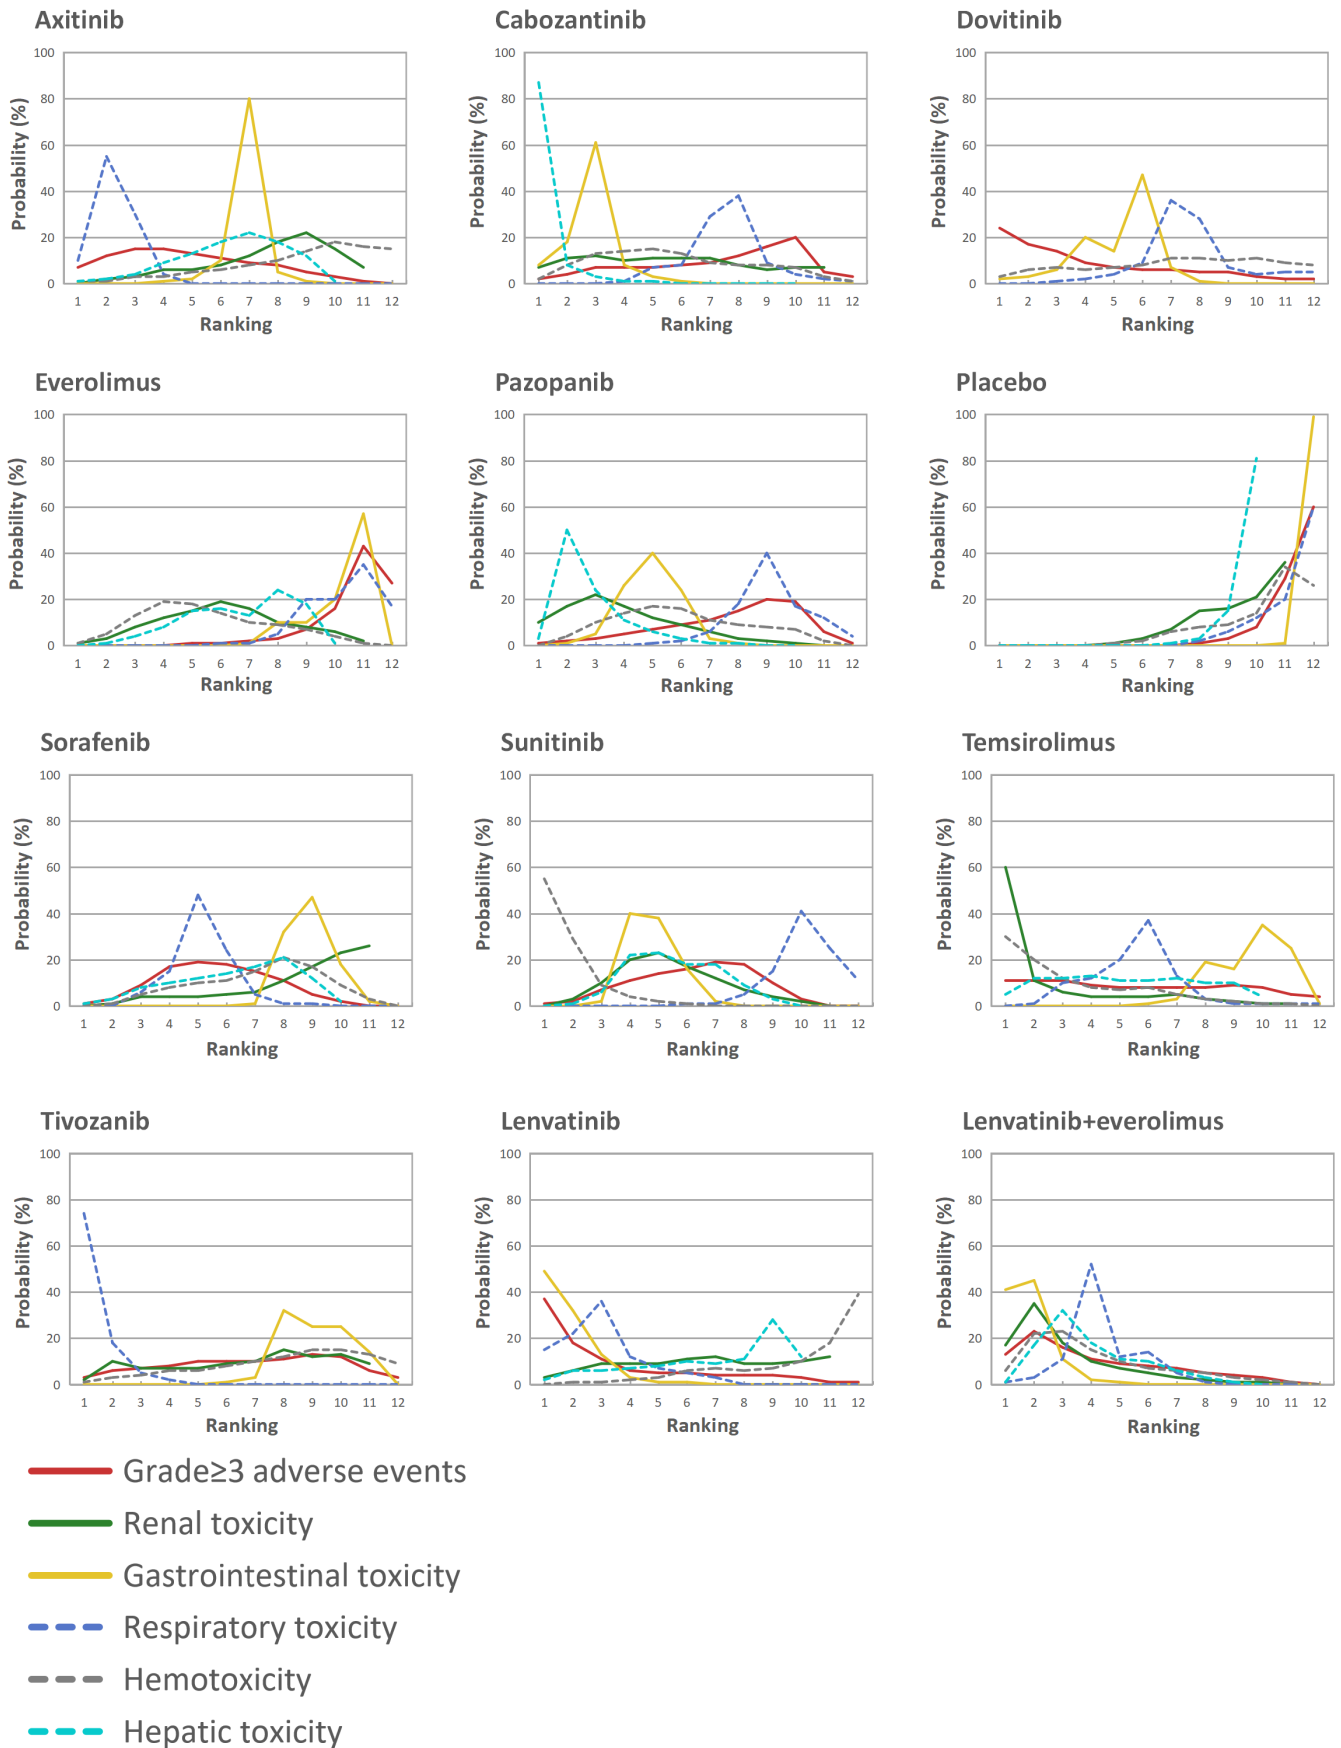 Axitinib
Cabozantinib
Dovitinib
Probability (%)
100
80
60
40
20
0
1 2 3 4 5 6 7 8 9 10 11 12
Ranking
Probability (%)
100
80
60
40
20
0
1 2 3 4 5 6 7 8 9 10 11 12
Ranking
Probability (%)
100
80
60
40
20
0
1 2 3 4 5 6 7 8 9 10 11 12
Ranking
Everolimus
Pazopanib
Placebo
Probability (%)
100
80
60
40
20
0
1 2 3 4 5 6 7 8 9 10 11 12
Ranking
Probability (%)
100
80
60
40
20
0
1 2 3 4 5 6 7 8 9 10 11 12
Ranking
Probability (%)
100
80
60
40
20
0
1 2 3 4 5 6 7 8 9 10 11 12
Ranking
Sorafenib
Sunitinib
Temsirolimus
Probability (%)
100
80
60
40
20
0
1 2 3 4 5 6 7 8 9 10 11 12
Ranking
Probability (%)
100
80
60
40
20
0
1 2 3 4 5 6 7 8 9 10 11 12
Ranking
Probability (%)
100
80
60
40
20
0
1 2 3 4 5 6 7 8 9 10 11 12
Ranking
Tivozanib
Lenvatinib
Lenvatinib+everolimus
Probability (%)
100
80
60
40
20
0
1 2 3 4 5 6 7 8 9 10 11 12
Ranking
Probability (%)
100
80
60
40
20
0
1 2 3 4 5 6 7 8 9 10 11 12
Ranking
Probability (%)
100
80
60
40
20
0
1 2 3 4 5 6 7 8 9 10 11 12
Ranking
Grade≥3 adverse events
Renal toxicity
Gastrointestinal toxicity
Respiratory toxicity
Hemotoxicity
Hepatic toxicity